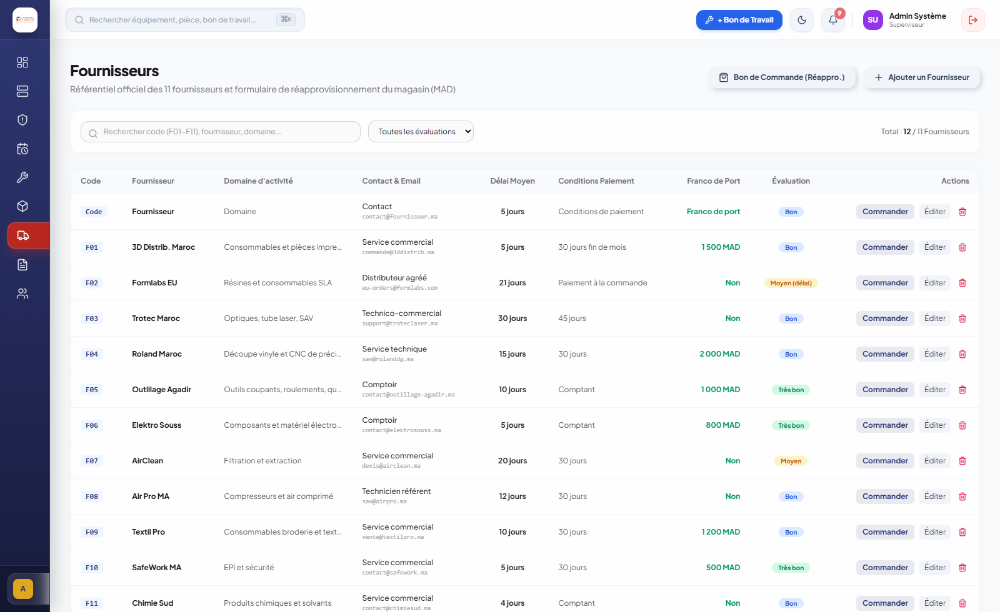 Rechercher équipement, pièce, bon de travail... ⌘K
+ Bon de Travail
9
SU
Admin Système
Superviseur
Fournisseurs
Référentiel officiel des 11 fournisseurs et formulaire de réapprovisionnement du magasin (MAD)
Bon de Commande (Réappro.)
Ajouter un Fournisseur
Rechercher code (F01-F11), fournisseur, domaine...
Toutes les évaluations
Total : 12 / 11 Fournisseurs
Code Fournisseur Domaine d'activité Contact & Email Délai Moyen Conditions Paiement Franco de Port Évaluation Actions
Code Fournisseur Domaine Contact 5 jours Conditions de paiement Franco de port Bon Commander Éditer
contact@fournisseur.ma
F01 3D Distrib. Maroc Consommables et pièces impre... Service commercial 5 jours 30 jours fin de mois 1 500 MAD Bon Commander Éditer
commande@3ddistrib.ma
F02 Formlabs EU Résines et consommables SLA Distributeur agréé 21 jours Paiement à la commande Non Moyen (délai) Commander Éditer
eu-orders@formlabs.com
F03 Trotec Maroc Optiques, tube laser, SAV Technico-commercial 30 jours 45 jours Non Bon Commander Éditer
support@troteclaser.ma
F04 Roland Maroc Découpe vinyle et CNC de préci... Service technique 15 jours 30 jours 2 000 MAD Bon Commander Éditer
sav@rolanddg.ma
F05 Outillage Agadir Outils coupants, roulements, qu... Comptoir 10 jours Comptant 1 000 MAD Très bon Commander Éditer
contact@outillage-agadir.ma
F06 Elektro Souss Composants et matériel électro... Comptoir 5 jours Comptant 800 MAD Très bon Commander Éditer
contact@elektrosouss.ma
F07 AirClean Filtration et extraction Service commercial 20 jours 30 jours Non Moyen Commander Éditer
devis@airclean.ma
F08 Air Pro MA Compresseurs et air comprimé Technicien référent 12 jours 30 jours Non Bon Commander Éditer
sav@airpro.ma
F09 Textil Pro Consommables broderie et text... Service commercial 10 jours 30 jours 1 200 MAD Bon Commander Éditer
vente@textilpro.ma
F10 SafeWork MA EPI et sécurité Service commercial 5 jours 30 jours 500 MAD Très bon Commander Éditer
contact@safework.ma
F11 Chimie Sud Produits chimiques et solvants Service commercial 4 jours Comptant Non Bon Commander Éditer
contact@chimiesud.ma
A